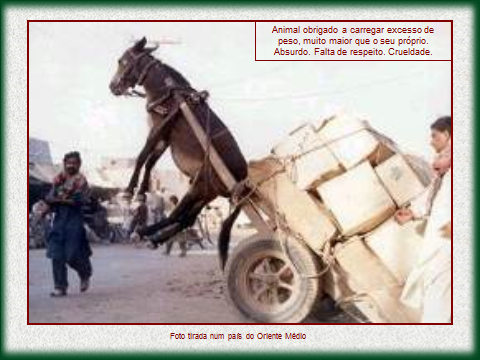 Animal obrigado a carregar excesso de
peso, muito maior que o seu próprio.
Absurdo. Falta de respeito. Crueldade.
Foto tirada num país do Oriente Médio